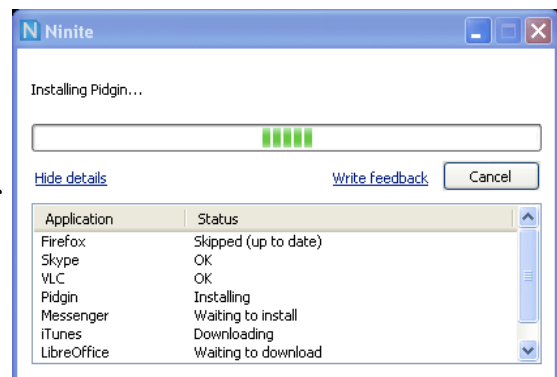 Ninite
Installing Pidgin...
Hide details Write feedback Cancel
Application Status
Firefox Skipped (up to date)
Skype OK
VLC OK
Pidgin Installing
Messenger Waiting to install
iTunes Downloading
LibreOffice Waiting to download